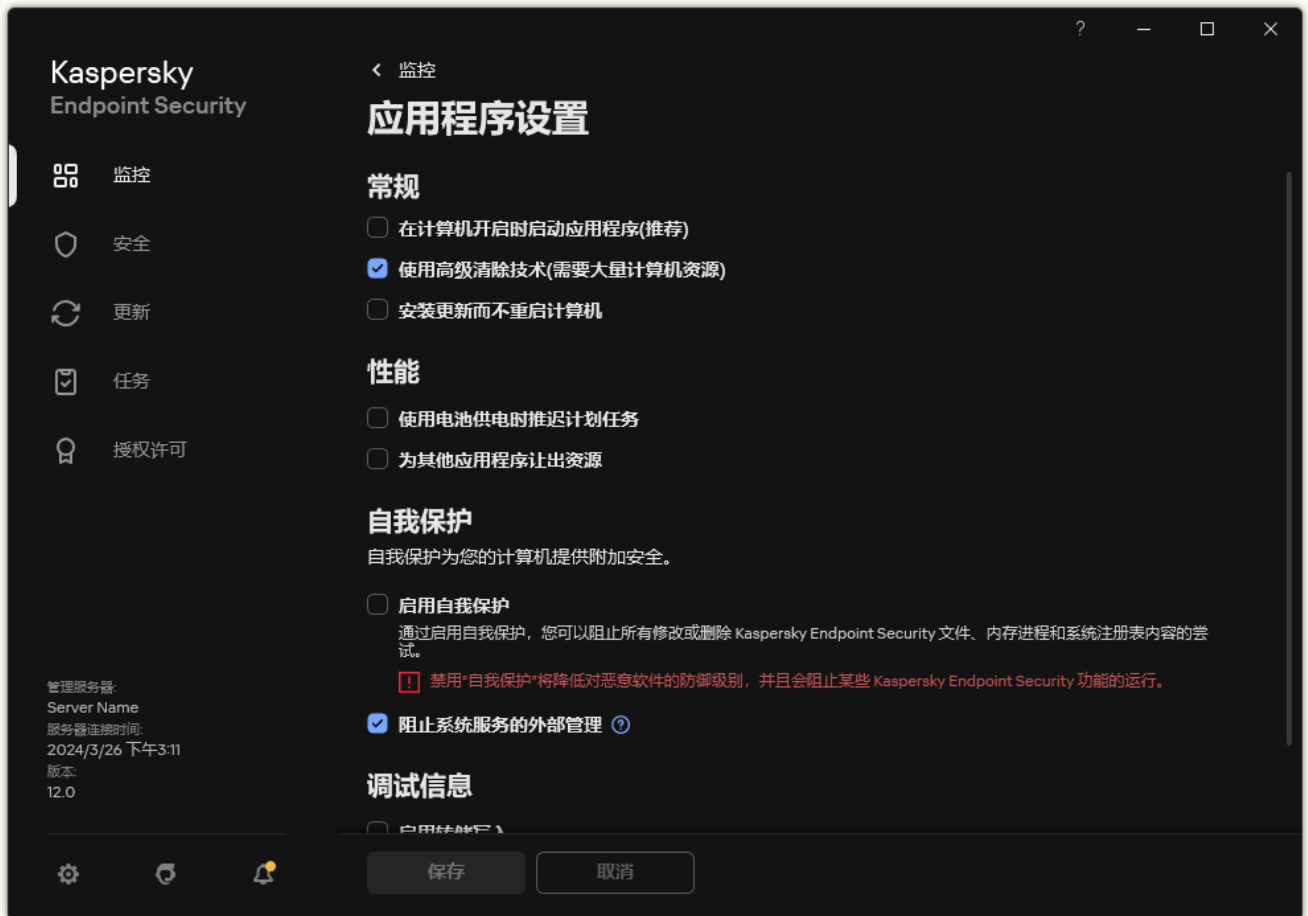 ?
Kaspersky
Endpoint Security
监控
安全
更新
任务
授权许可
管理服务器:
Server Name
服务器连接时间:
2024/3/26 下午3:11
版本:
12.0
监控
应用程序设置
常规
在计算机开启时启动应用程序(推荐)
使用高级清除技术(需要大量计算机资源)
安装更新而不重启计算机
性能
使用电池供电时推迟计划任务
为其他应用程序让出资源
自我保护
自我保护为您的计算机提供附加安全。
启用自我保护
通过启用自我保护，您可以阻止所有修改或删除 Kaspersky Endpoint Security 文件、内存进程和系统注册表内容的尝
试。
禁用“自我保护”将降低对恶意软件的防御级别，并且会阻止某些 Kaspersky Endpoint Security 功能的运行。
阻止系统服务的外部管理 ?
调试信息
启用转储写入
保存
取消